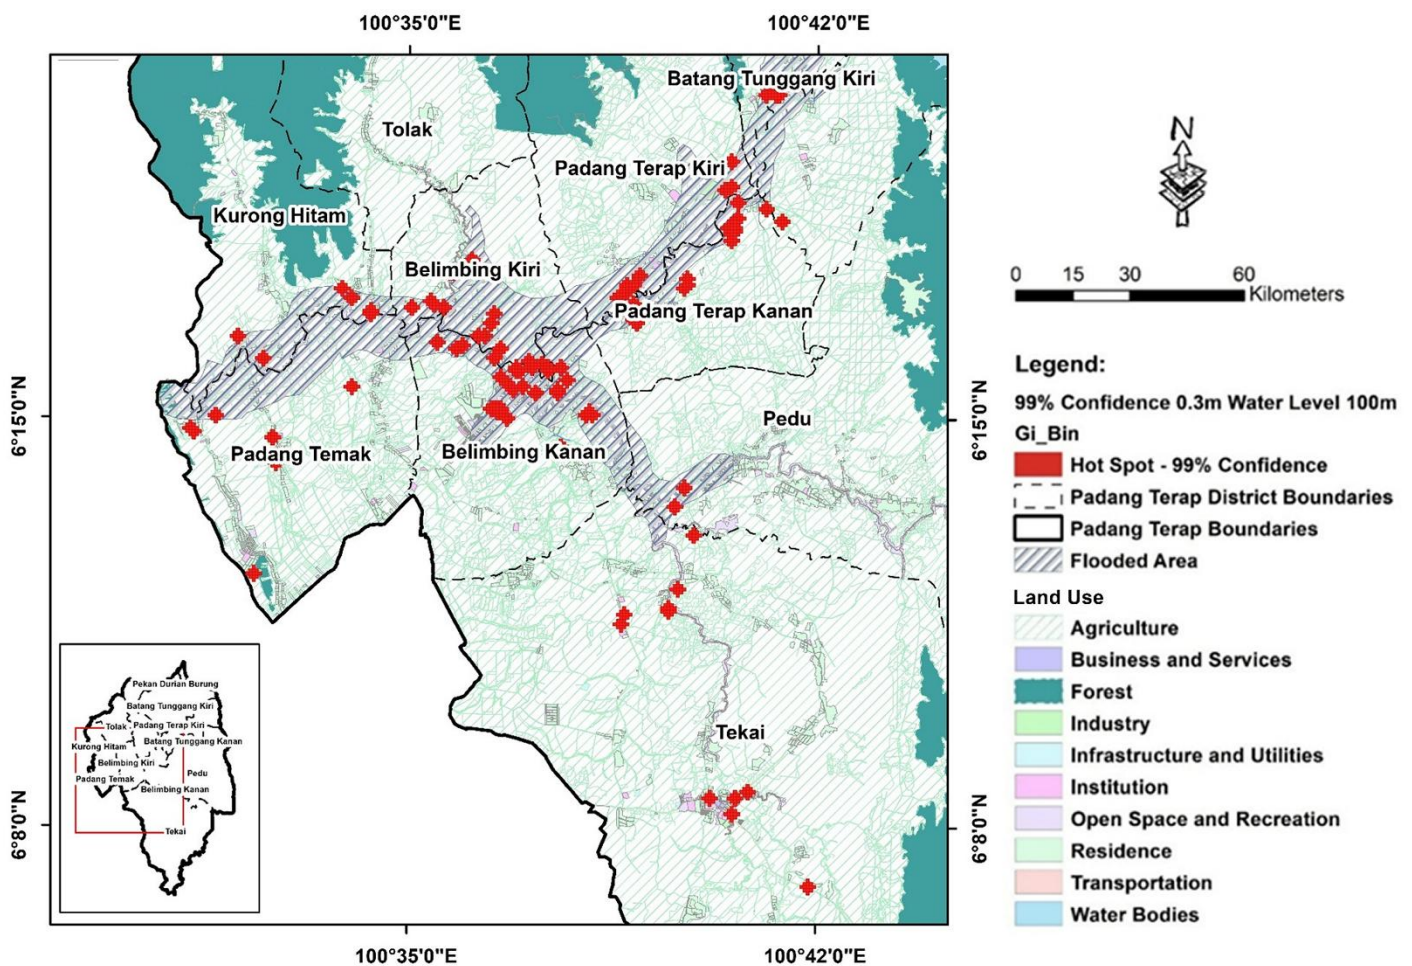 100°35'0"E
100°42'0"E
Batang Tunggang Kiri
Tolak
Padang Terap Kiri
Kurong Hitam
Belimbing Kiri
Padang Terap Kanan
Pedu
Padang Temak
Belimbing Kanan
Tekai
6°15'0"N
6°8'0"N
6°15'0"N
6°8'0"N
100°35'0"E
100°42'0"E
Pekan Durian Burung
Batang Tunggang Kiri
Tolak
Padang Terap Kiri
Kurong Hitam
Batang Tunggang Kanan
Belimbing Kiri
Padang Temak
Pedu
Belimbing Kanan
Tekai
N
0 15 30 60
Kilometers
Legend:
99% Confidence 0.3m Water Level 100m
Gi_Bin
Hot Spot - 99% Confidence
Padang Terap District Boundaries
Padang Terap Boundaries
Flooded Area
Land Use
Agriculture
Business and Services
Forest
Industry
Infrastructure and Utilities
Institution
Open Space and Recreation
Residence
Transportation
Water Bodies